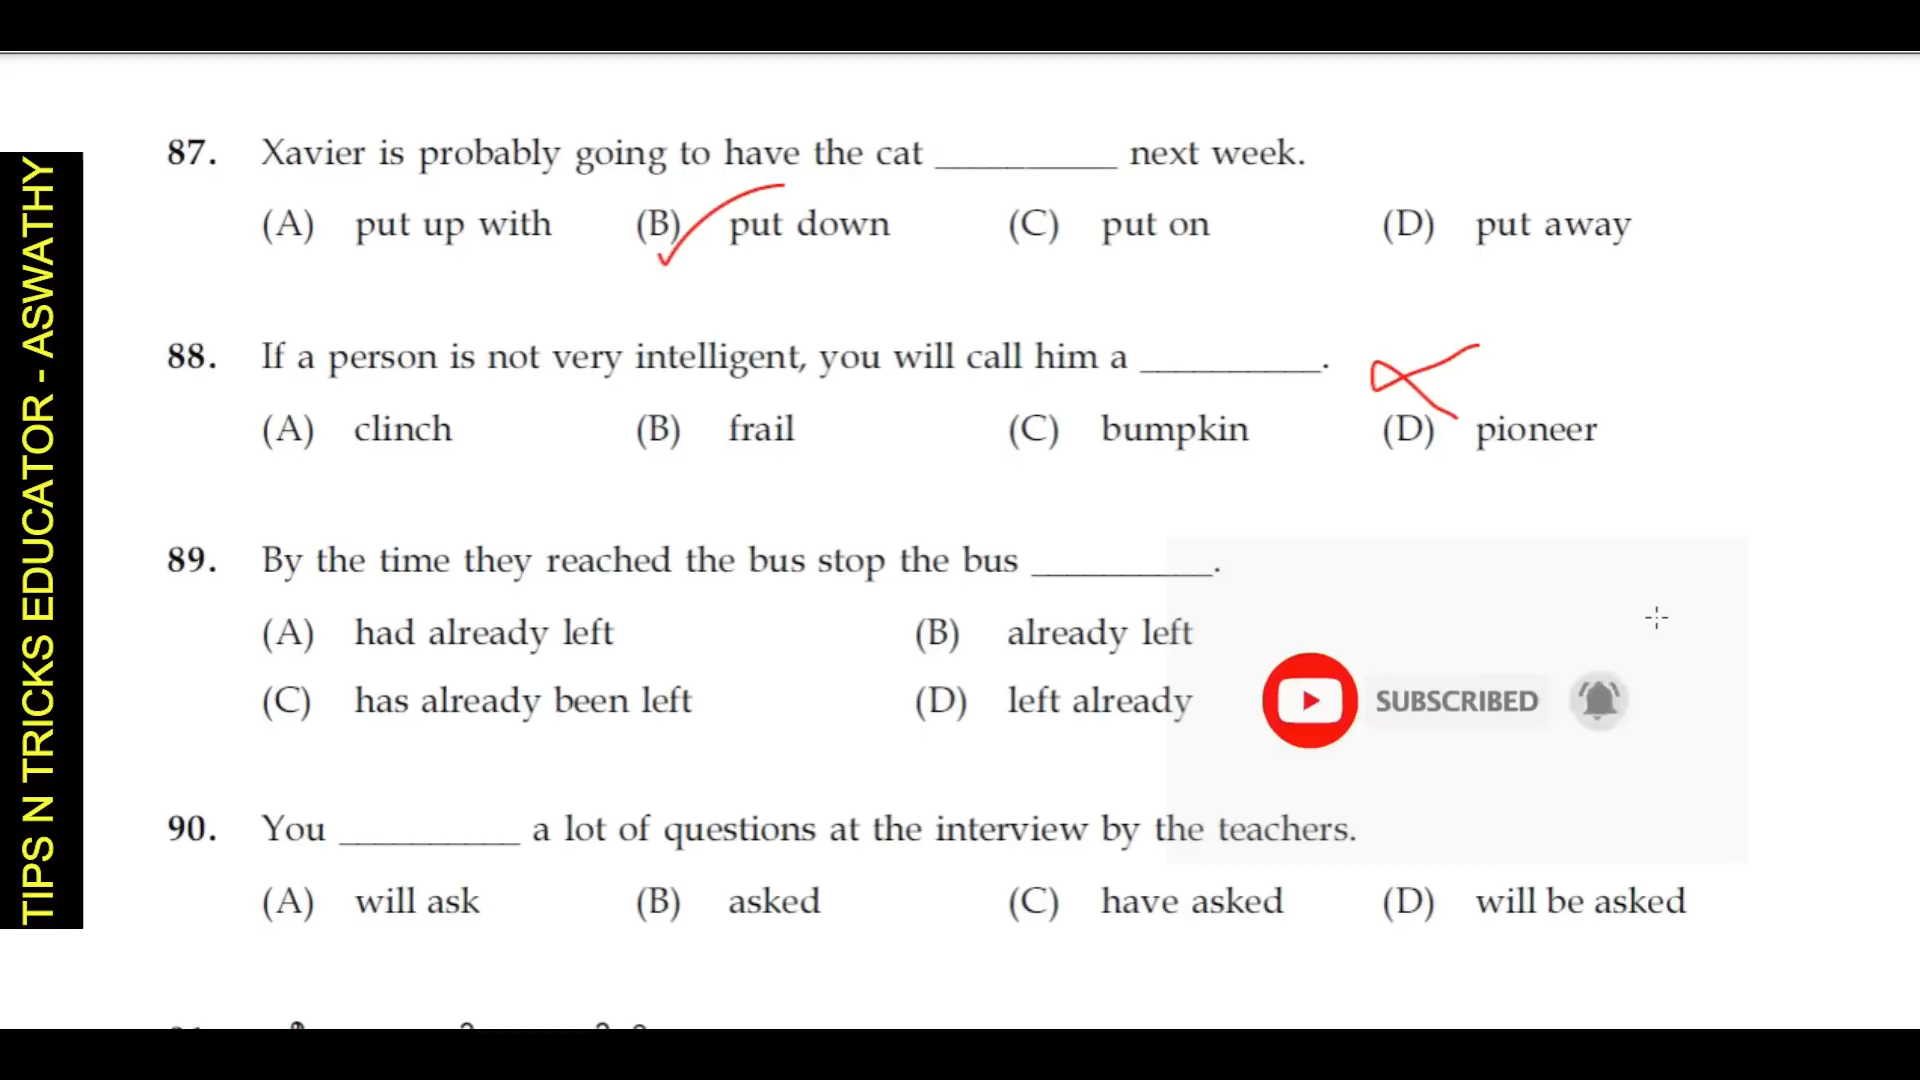 TIPS N TRICKS EDUCATOR - ASWATHY
87. Xavier is probably going to have the cat __________ next week.
(A) put up with (B) put down (C) put on (D) put away
88. If a person is not very intelligent, you will call him a __________.
(A) clinch (B) frail (C) bumpkin (D) pioneer
89. By the time they reached the bus stop the bus __________.
(A) had already left (B) already left
(C) has already been left (D) left already
SUBSCRIBED
90. You __________ a lot of questions at the interview by the teachers.
(A) will ask (B) asked (C) have asked (D) will be asked